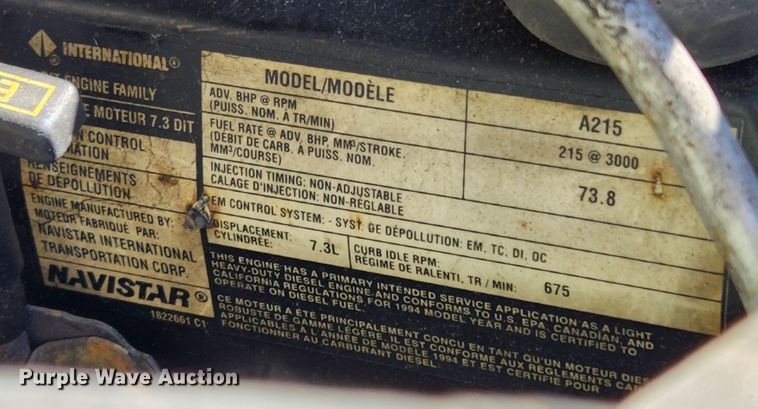 INTERNATIONAL®
ENGINE FAMILY
MOTEUR 7.3 DIT
CONTROL
RENSEIGNEMENTS
DE DÉPOLLUTION
ENGINE MANUFACTURED BY:
MOTEUR FABRIQUÉ PAR:
NAVISTAR INTERNATIONAL
TRANSPORTATION CORP.
NAVISTAR®
1822661 C1
MODEL/MODÈLE
A215
ADV. BHP @ RPM
(PUISS. NOM. À TR/MIN)
215 @ 3000
FUEL RATE @ ADV. BHP, MM³/STROKE.
(DÉBIT DE CARB. À PUISS. NOM.
MM³/COURSE)
73.8
INJECTION TIMING: NON-ADJUSTABLE
CALAGE D'INJECTION: NON-RÉGLABLE
EM CONTROL SYSTEM: - SYST. DE DÉPOLLUTION: EM, TC, DI, OC
DISPLACEMENT:
CYLINDRÉE: 7.3L
CURB IDLE RPM:
RÉGIME DE RALENTI, TR / MIN: 675
THIS ENGINE HAS A PRIMARY INTENDED SERVICE APPLICATION AS A LIGHT
HEAVY-DUTY DIESEL ENGINE AND CONFORMS TO U.S. EPA, CANADIAN, AND
CALIFORNIA REGULATIONS FOR 1994 MODEL YEAR AND IS CERTIFIED TO
OPERATE ON DIESEL FUEL.
CE MOTEUR A ÉTÉ PRINCIPALEMENT CONCU EN TANT QU'UN MOTEUR
ROBUSTE DE GAMME LÉGÈRE. IL EST CONFORME AUX RÈGLEMENTS
APPLICABLES À L'ANNÉE DE MODÈLE 1994 ET EST CERTIFIÉ POUR
FONCTIONNER AU CARBURANT DIESEL.
Purple Wave Auction